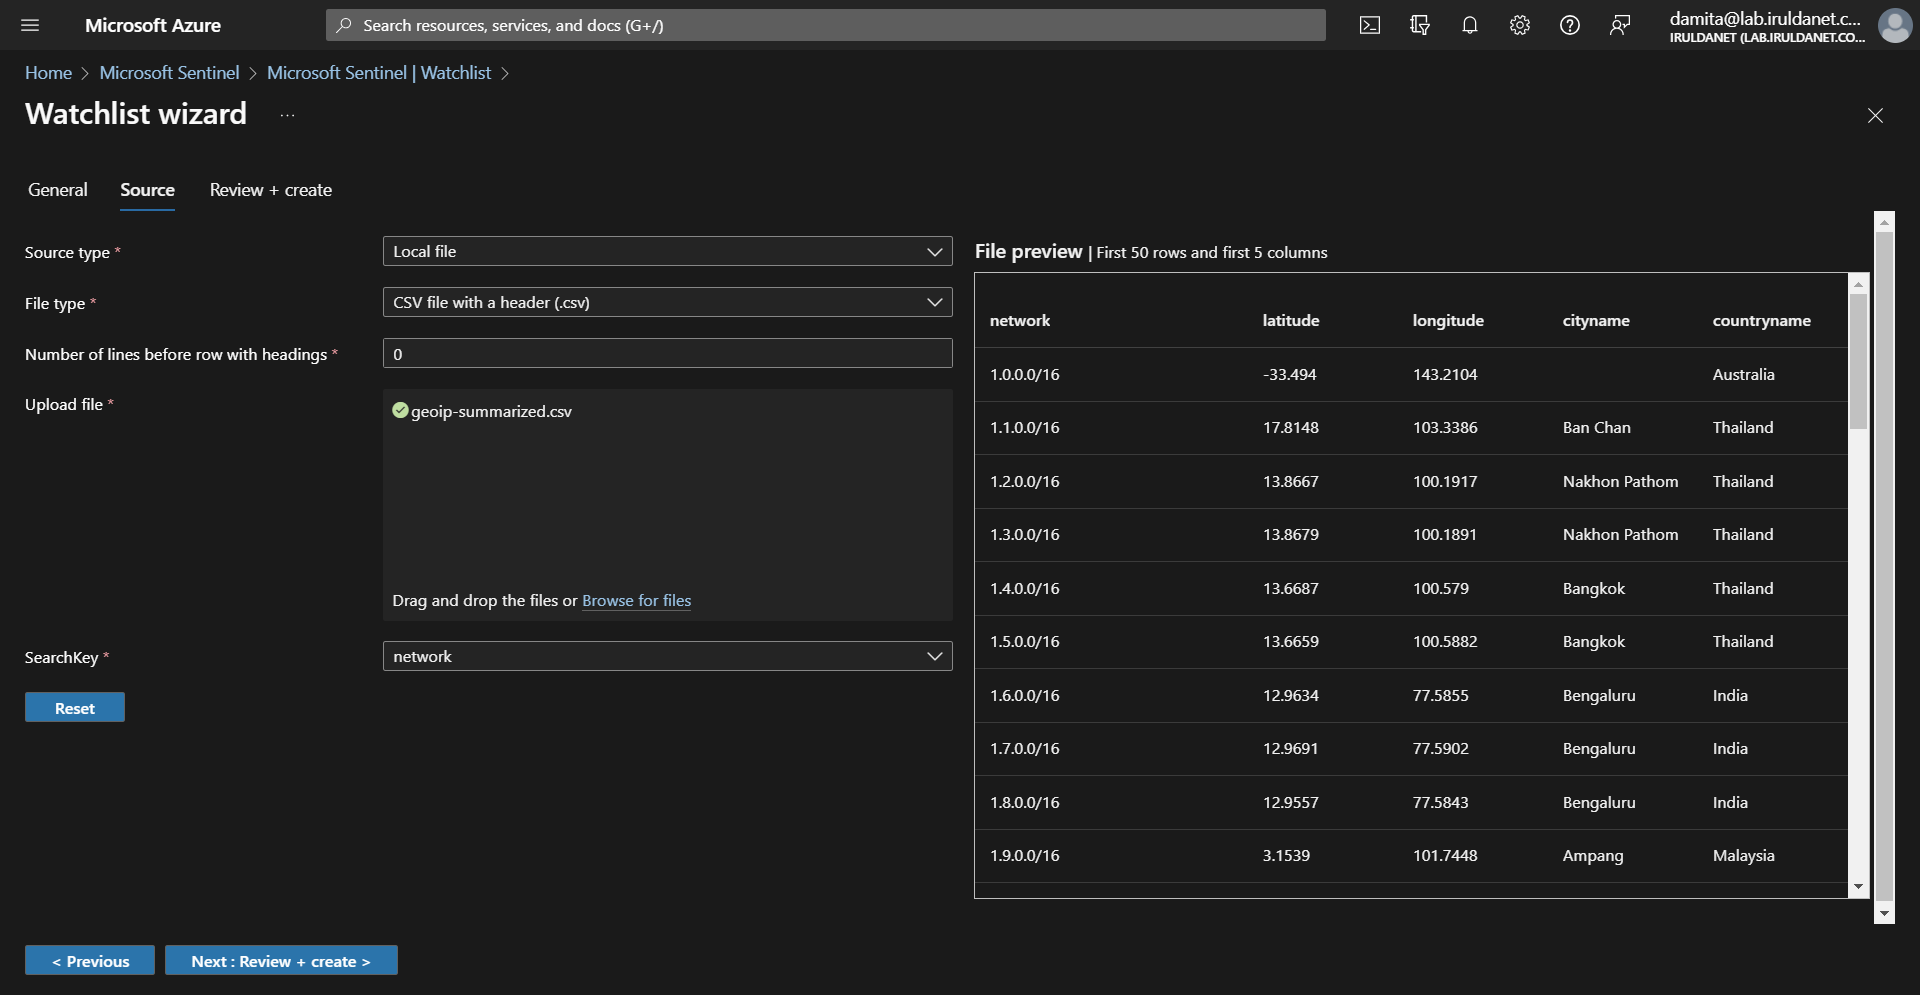 Microsoft Azure
Search resources, services, and docs (G+/)
damita@lab.iruldanet.c...
IRULDANET (LAB.IRULDANET.CO...
Home > Microsoft Sentinel > Microsoft Sentinel | Watchlist >
Watchlist wizard ...
General Source Review + create
Source type *
Local file
File type *
CSV file with a header (.csv)
Number of lines before row with headings *
0
Upload file *
geoip-summarized.csv
Drag and drop the files or Browse for files
SearchKey *
network
Reset
File preview | First 50 rows and first 5 columns
network latitude longitude cityname countryname
1.0.0.0/16 -33.494 143.2104 Australia
1.1.0.0/16 17.8148 103.3386 Ban Chan Thailand
1.2.0.0/16 13.8667 100.1917 Nakhon Pathom Thailand
1.3.0.0/16 13.8679 100.1891 Nakhon Pathom Thailand
1.4.0.0/16 13.6687 100.579 Bangkok Thailand
1.5.0.0/16 13.6659 100.5882 Bangkok Thailand
1.6.0.0/16 12.9634 77.5855 Bengaluru India
1.7.0.0/16 12.9691 77.5902 Bengaluru India
1.8.0.0/16 12.9557 77.5843 Bengaluru India
1.9.0.0/16 3.1539 101.7448 Ampang Malaysia
< Previous
Next : Review + create >